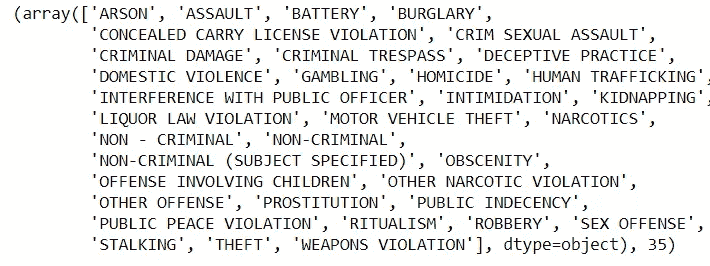 (array(['ARSON', 'ASSAULT', 'BATTERY', 'BURGLARY',
'CONCEALED CARRY LICENSE VIOLATION', 'CRIM SEXUAL ASSAULT',
'CRIMINAL DAMAGE', 'CRIMINAL TRESPASS', 'DECEPTIVE PRACTICE',
'DOMESTIC VIOLENCE', 'GAMBLING', 'HOMICIDE', 'HUMAN TRAFFICKING',
'INTERFERENCE WITH PUBLIC OFFICER', 'INTIMIDATION', 'KIDNAPPING',
'LIQUOR LAW VIOLATION', 'MOTOR VEHICLE THEFT', 'NARCOTICS',
'NON - CRIMINAL', 'NON-CRIMINAL',
'NON-CRIMINAL (SUBJECT SPECIFIED)', 'OBSCENITY',
'OFFENSE INVOLVING CHILDREN', 'OTHER NARCOTIC VIOLATION',
'OTHER OFFENSE', 'PROSTITUTION', 'PUBLIC INDECENCY',
'PUBLIC PEACE VIOLATION', 'RITUALISM', 'ROBBERY', 'SEX OFFENSE',
'STALKING', 'THEFT', 'WEAPONS VIOLATION'], dtype=object), 35)